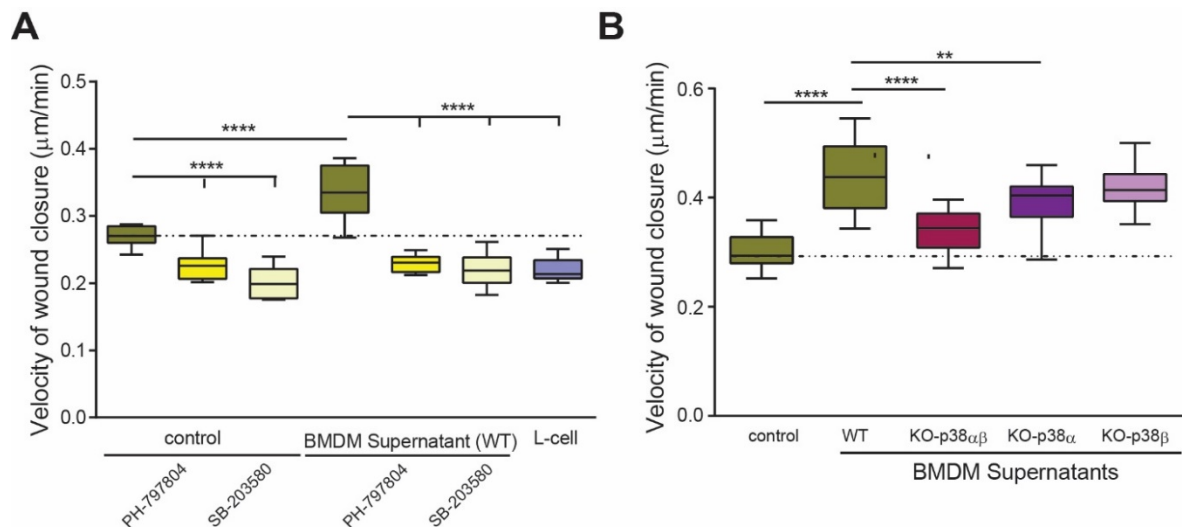 A
Velocity of wound closure (μm/min)
0.5
0.4
0.3
0.2
0.1
0.0
****
****
****
control
BMDM Supernatant (WT)
L-cell
PH-797804
SB-203580
PH-797804
SB-203580
B
Velocity of wound closure (μm/min)
0.6
0.4
0.2
0.0
**
****
****
control
WT
KO-p38αβ
KO-p38α
KO-p38β
BMDM Supernatants